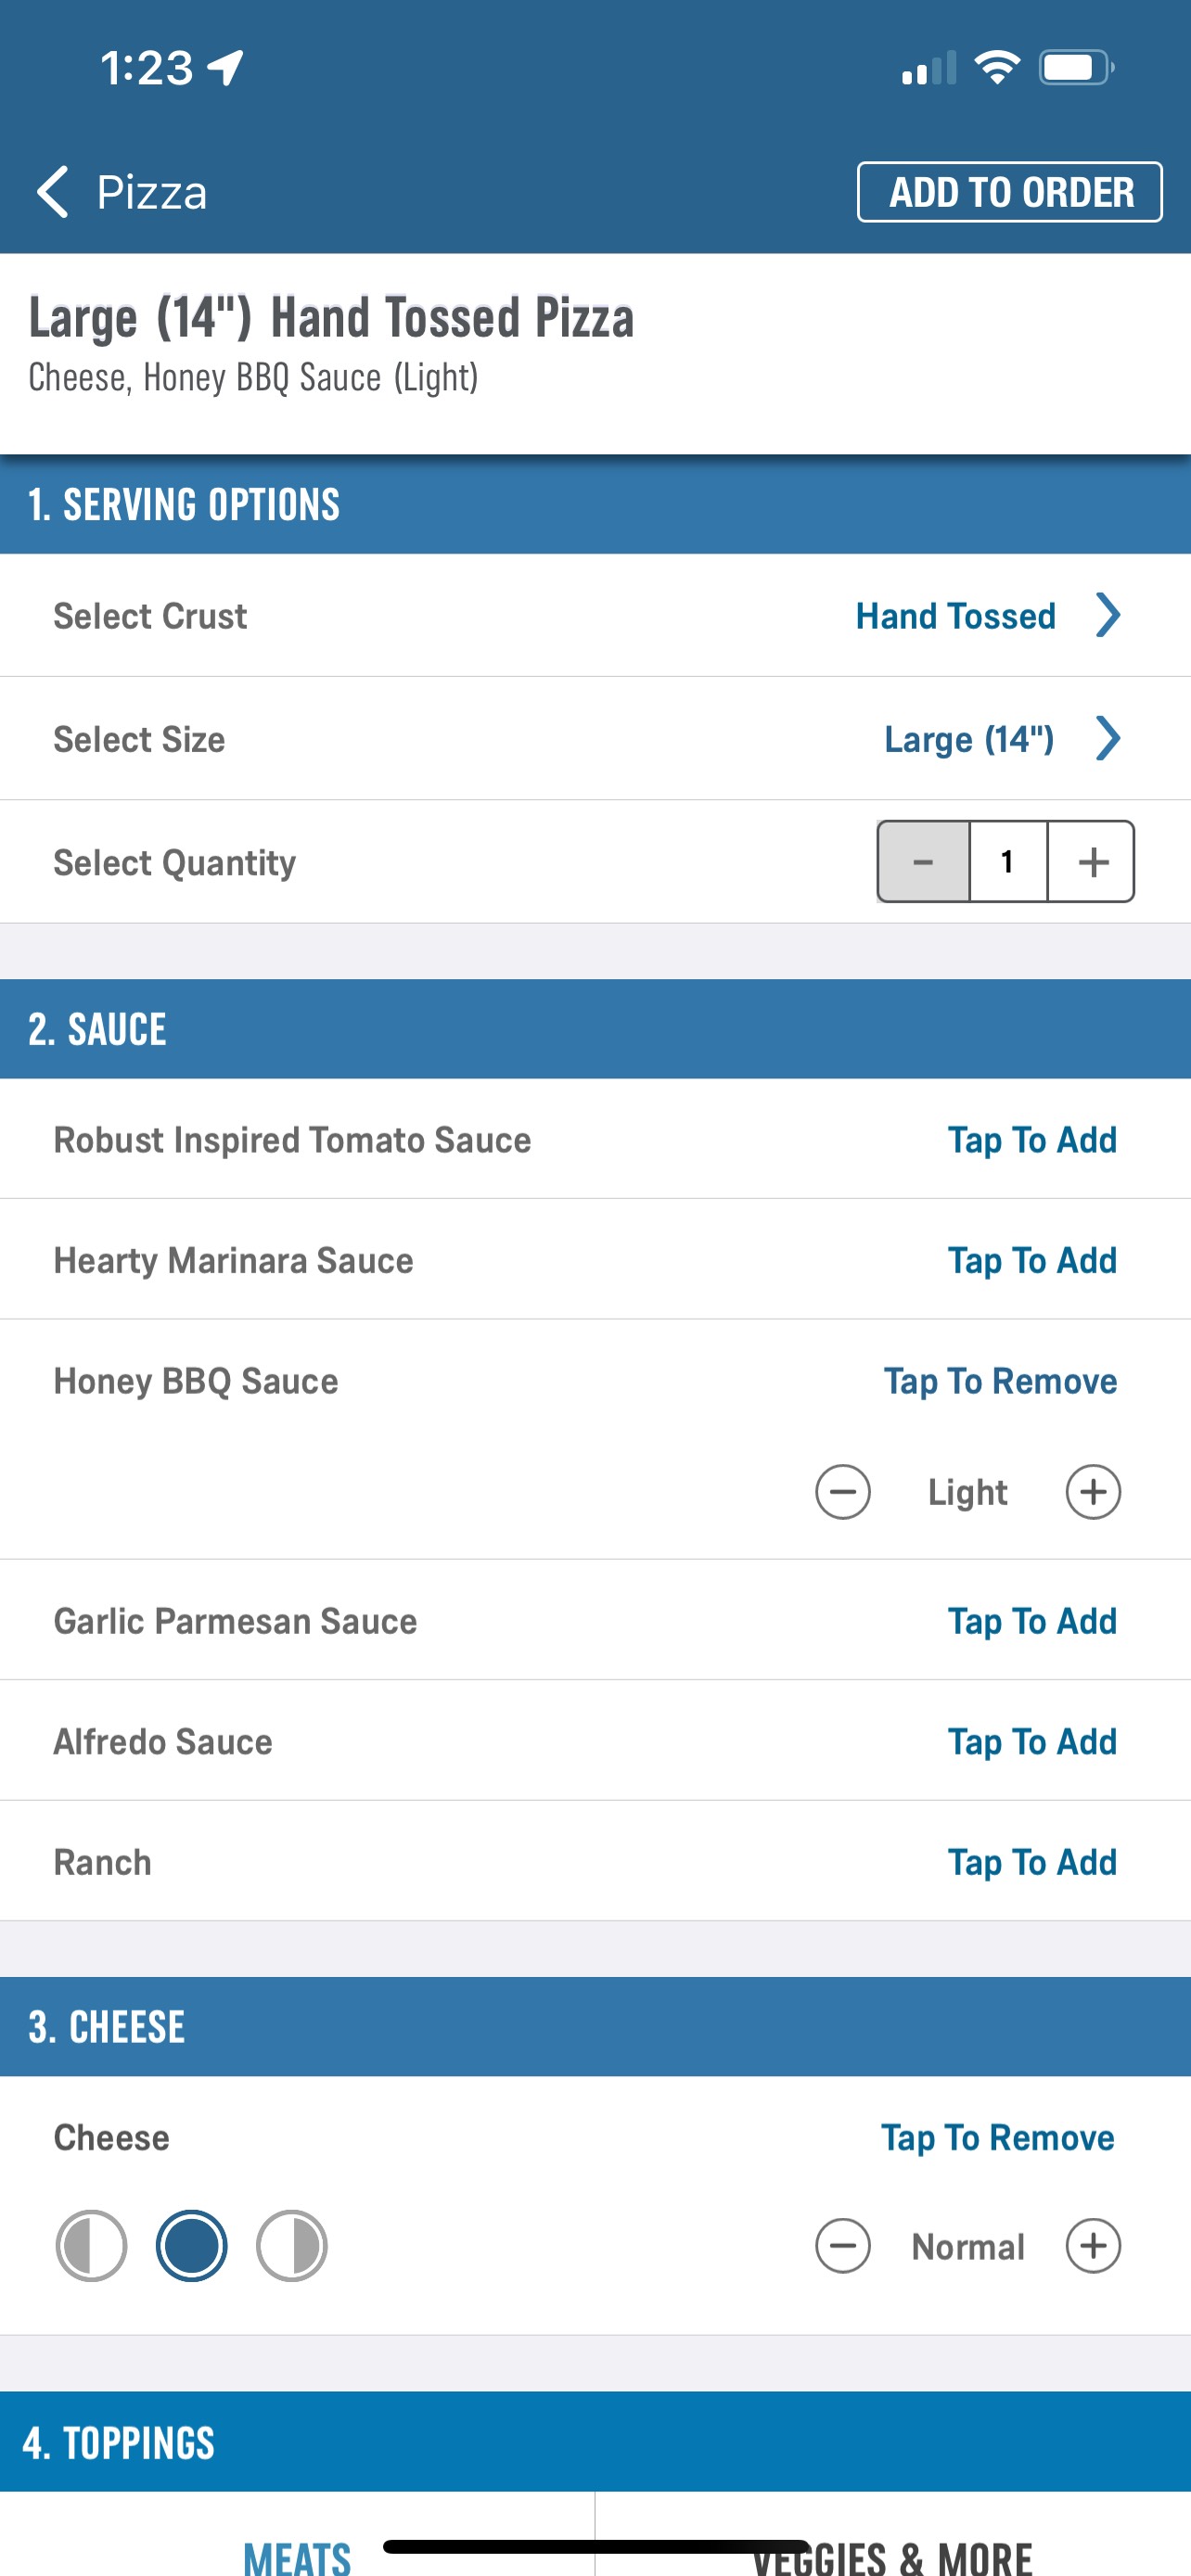 1:23
Pizza
ADD TO ORDER
Large (14") Hand Tossed Pizza
Cheese, Honey BBQ Sauce (Light)
1. SERVING OPTIONS
Select Crust Hand Tossed
Select Size Large (14")
Select Quantity - 1 +
2. SAUCE
Robust Inspired Tomato Sauce Tap To Add
Hearty Marinara Sauce Tap To Add
Honey BBQ Sauce Tap To Remove
Light
Garlic Parmesan Sauce Tap To Add
Alfredo Sauce Tap To Add
Ranch Tap To Add
3. CHEESE
Cheese Tap To Remove
Normal
4. TOPPINGS
MEATS VEGGIES & MORE